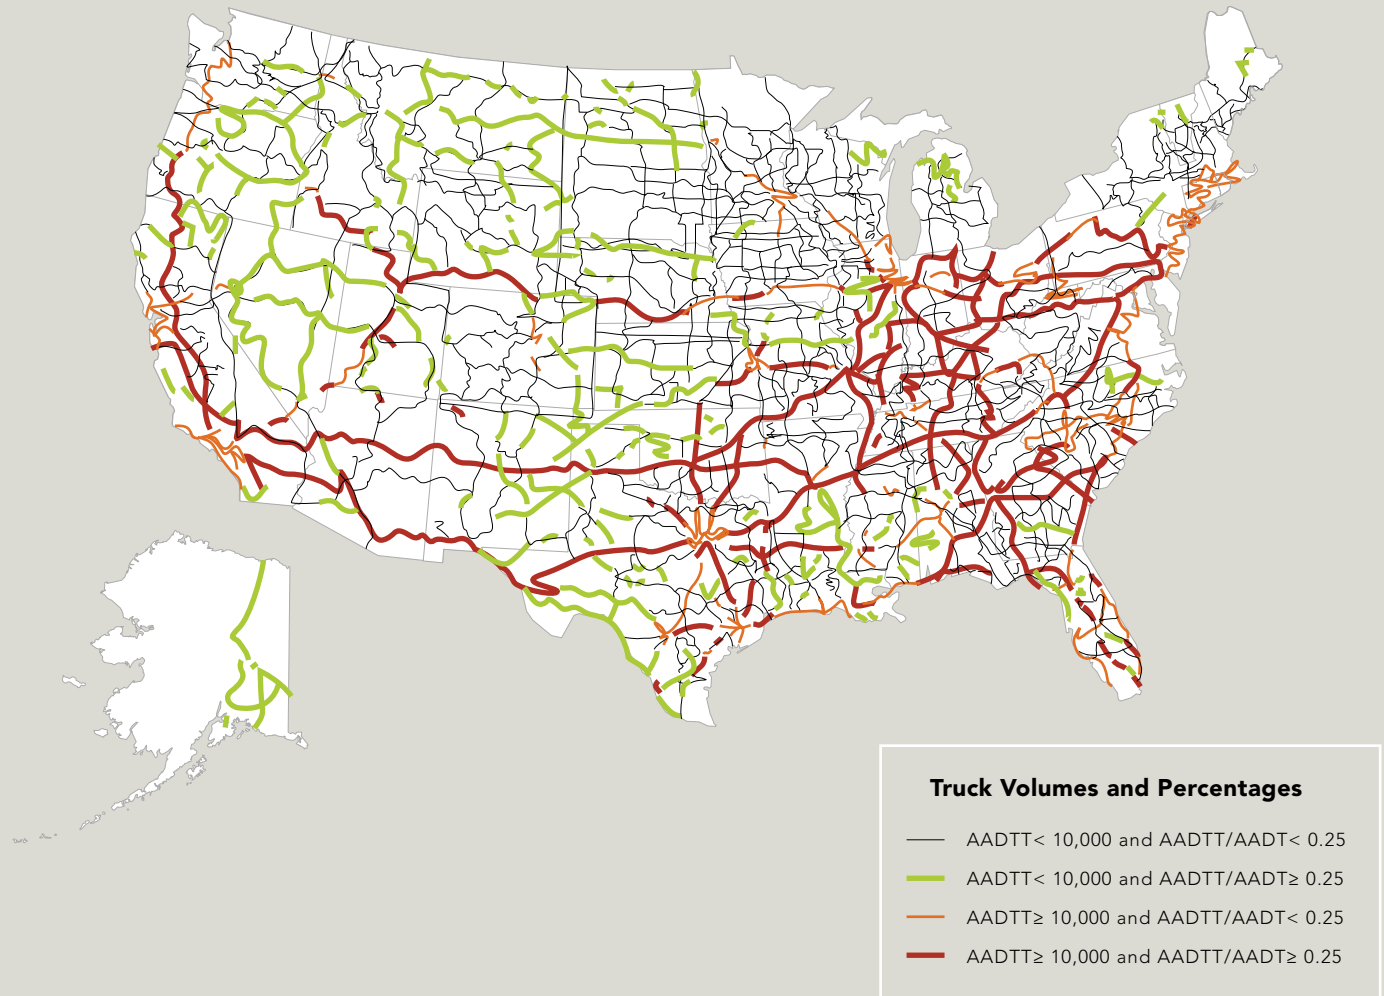 Truck Volumes and Percentages
AADTT< 10,000 and AADTT/AADT< 0.25
AADTT< 10,000 and AADTT/AADT≥ 0.25
AADTT≥ 10,000 and AADTT/AADT< 0.25
AADTT≥ 10,000 and AADTT/AADT≥ 0.25